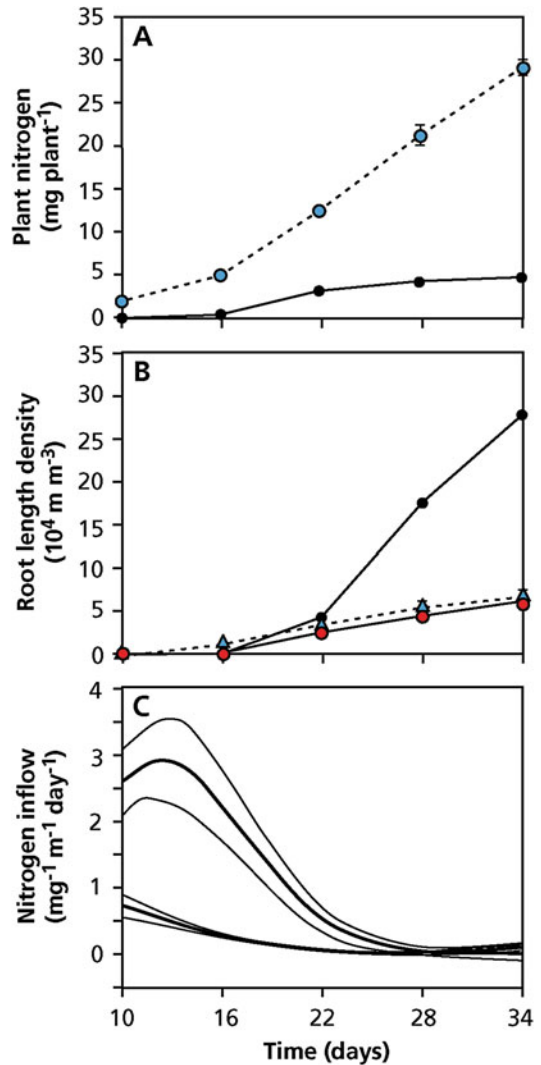 A
35
30
25
20
15
10
5
0
Plant nitrogen
(mg plant⁻¹)
B
35
30
25
20
15
10
5
0
Root length density
(10⁴ m m⁻³)
C
4
3
2
1
0
Nitrogen inflow
(mg⁻¹ m⁻¹ day⁻¹)
10 16 22 28 34
Time (days)